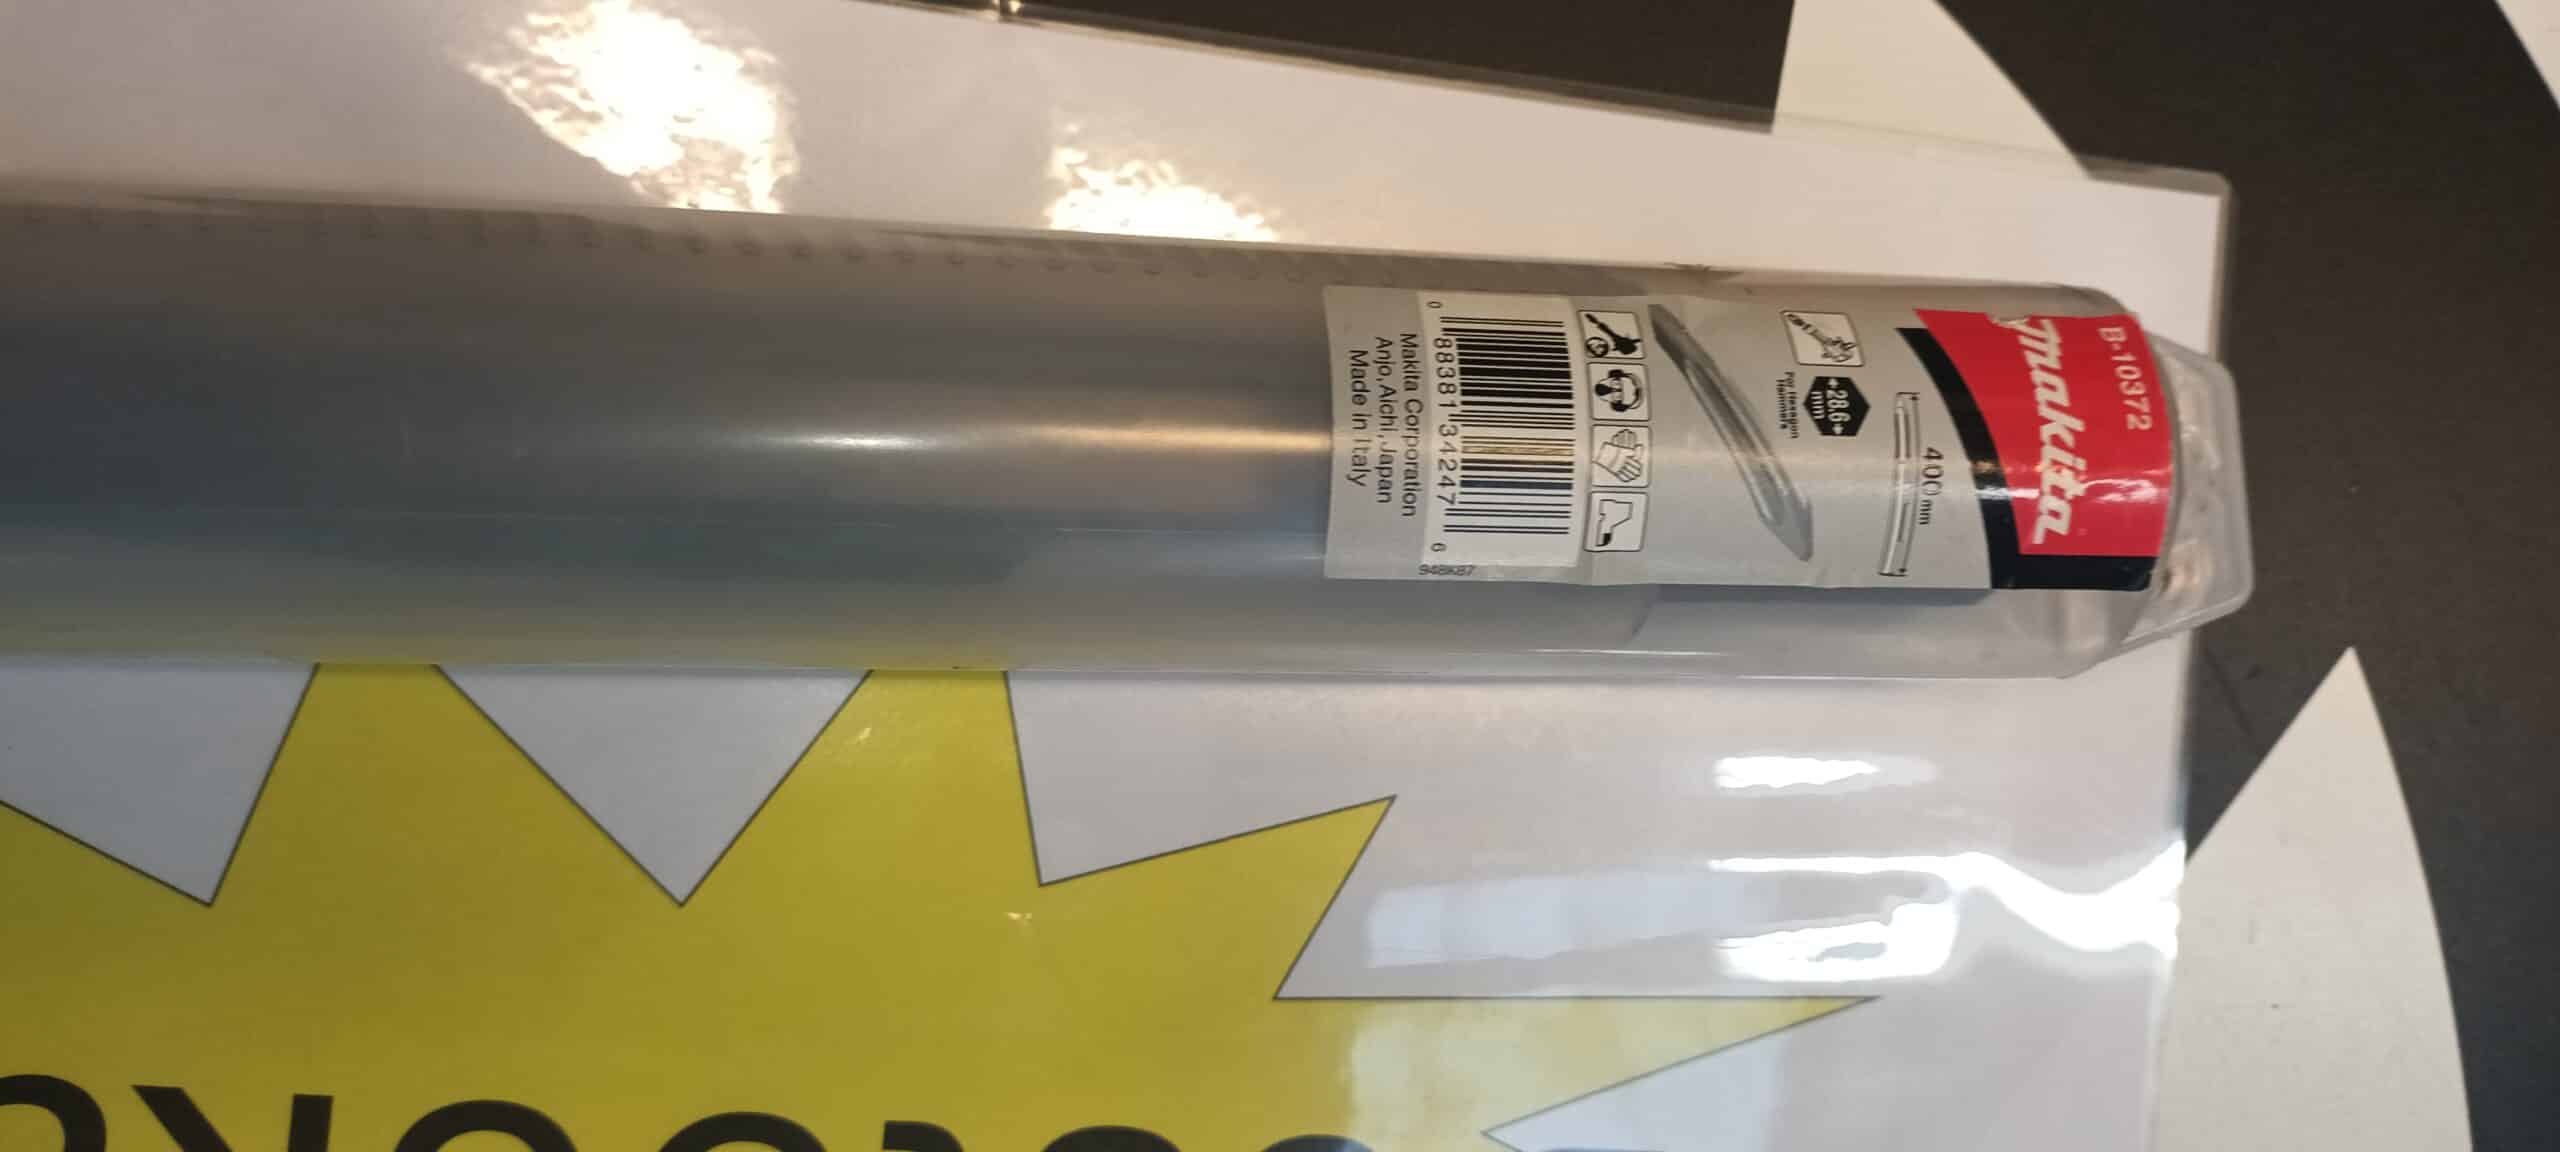 B-10372
makita
400mm
28.6
mm
For Hexagon
Hammers
0 88381 34247 6
948K87
Makita Corporation
Anjo, Aichi, Japan
Made in Italy